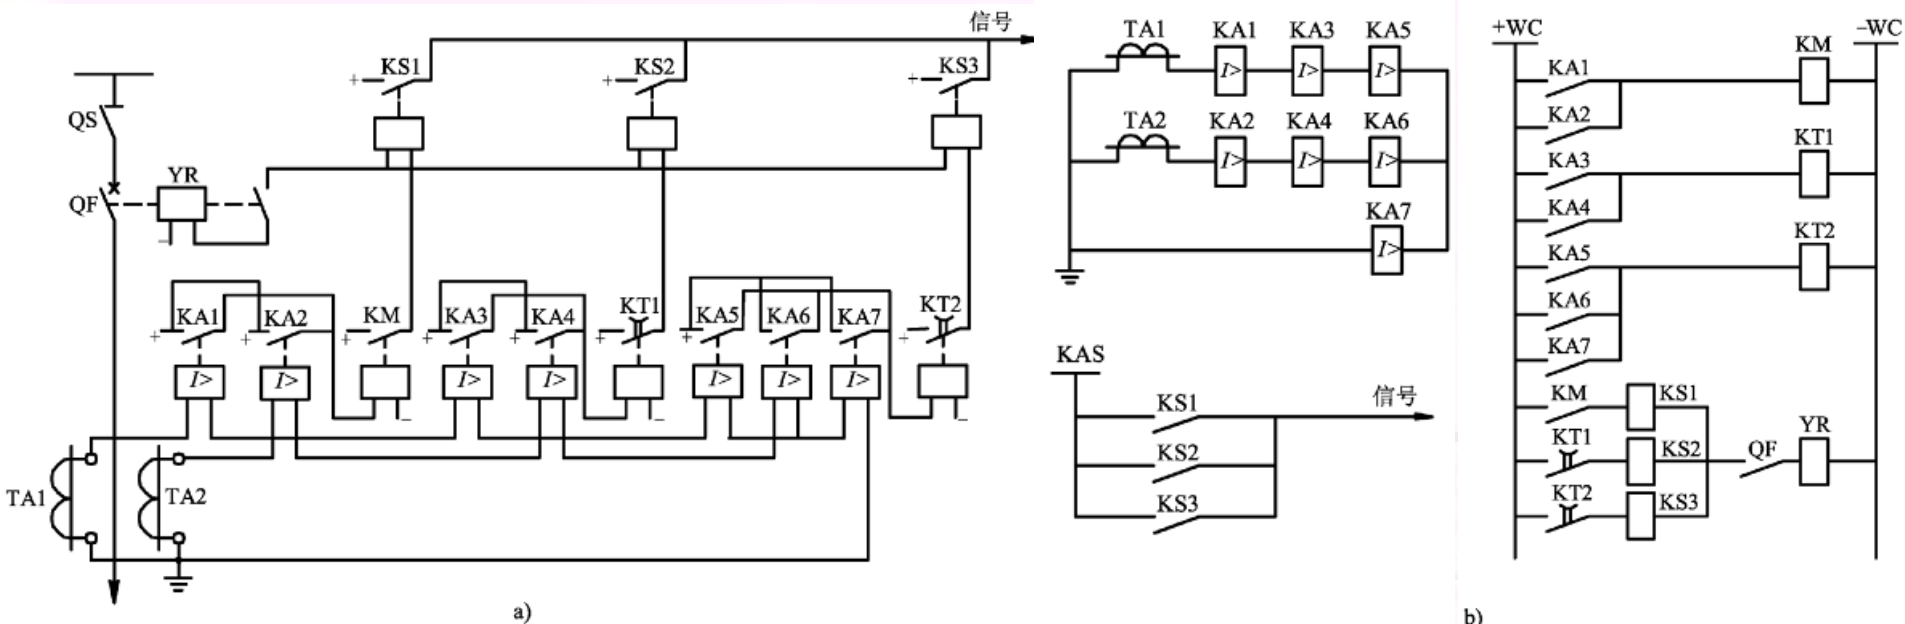 信号
KS1 KS2 KS3
+ + +
QS
YR
QF
−
KA1 KA2 KM KA3 KA4 KT1 KA5 KA6 KA7 KT2
+ + + + + + + +
I> I> I> I> I> I> I>
− − −
TA1 TA2
a)
TA1 KA1 KA3 KA5
I> I> I>
TA2 KA2 KA4 KA6
I> I> I>
KA7
I>
KAS
KS1 信号
KS2
KS3
+WC −WC
KA1 KM
KA2
KA3 KT1
KA4
KA5 KT2
KA6
KA7
KM KS1
KT1 KS2 QF YR
KT2 KS3
b)